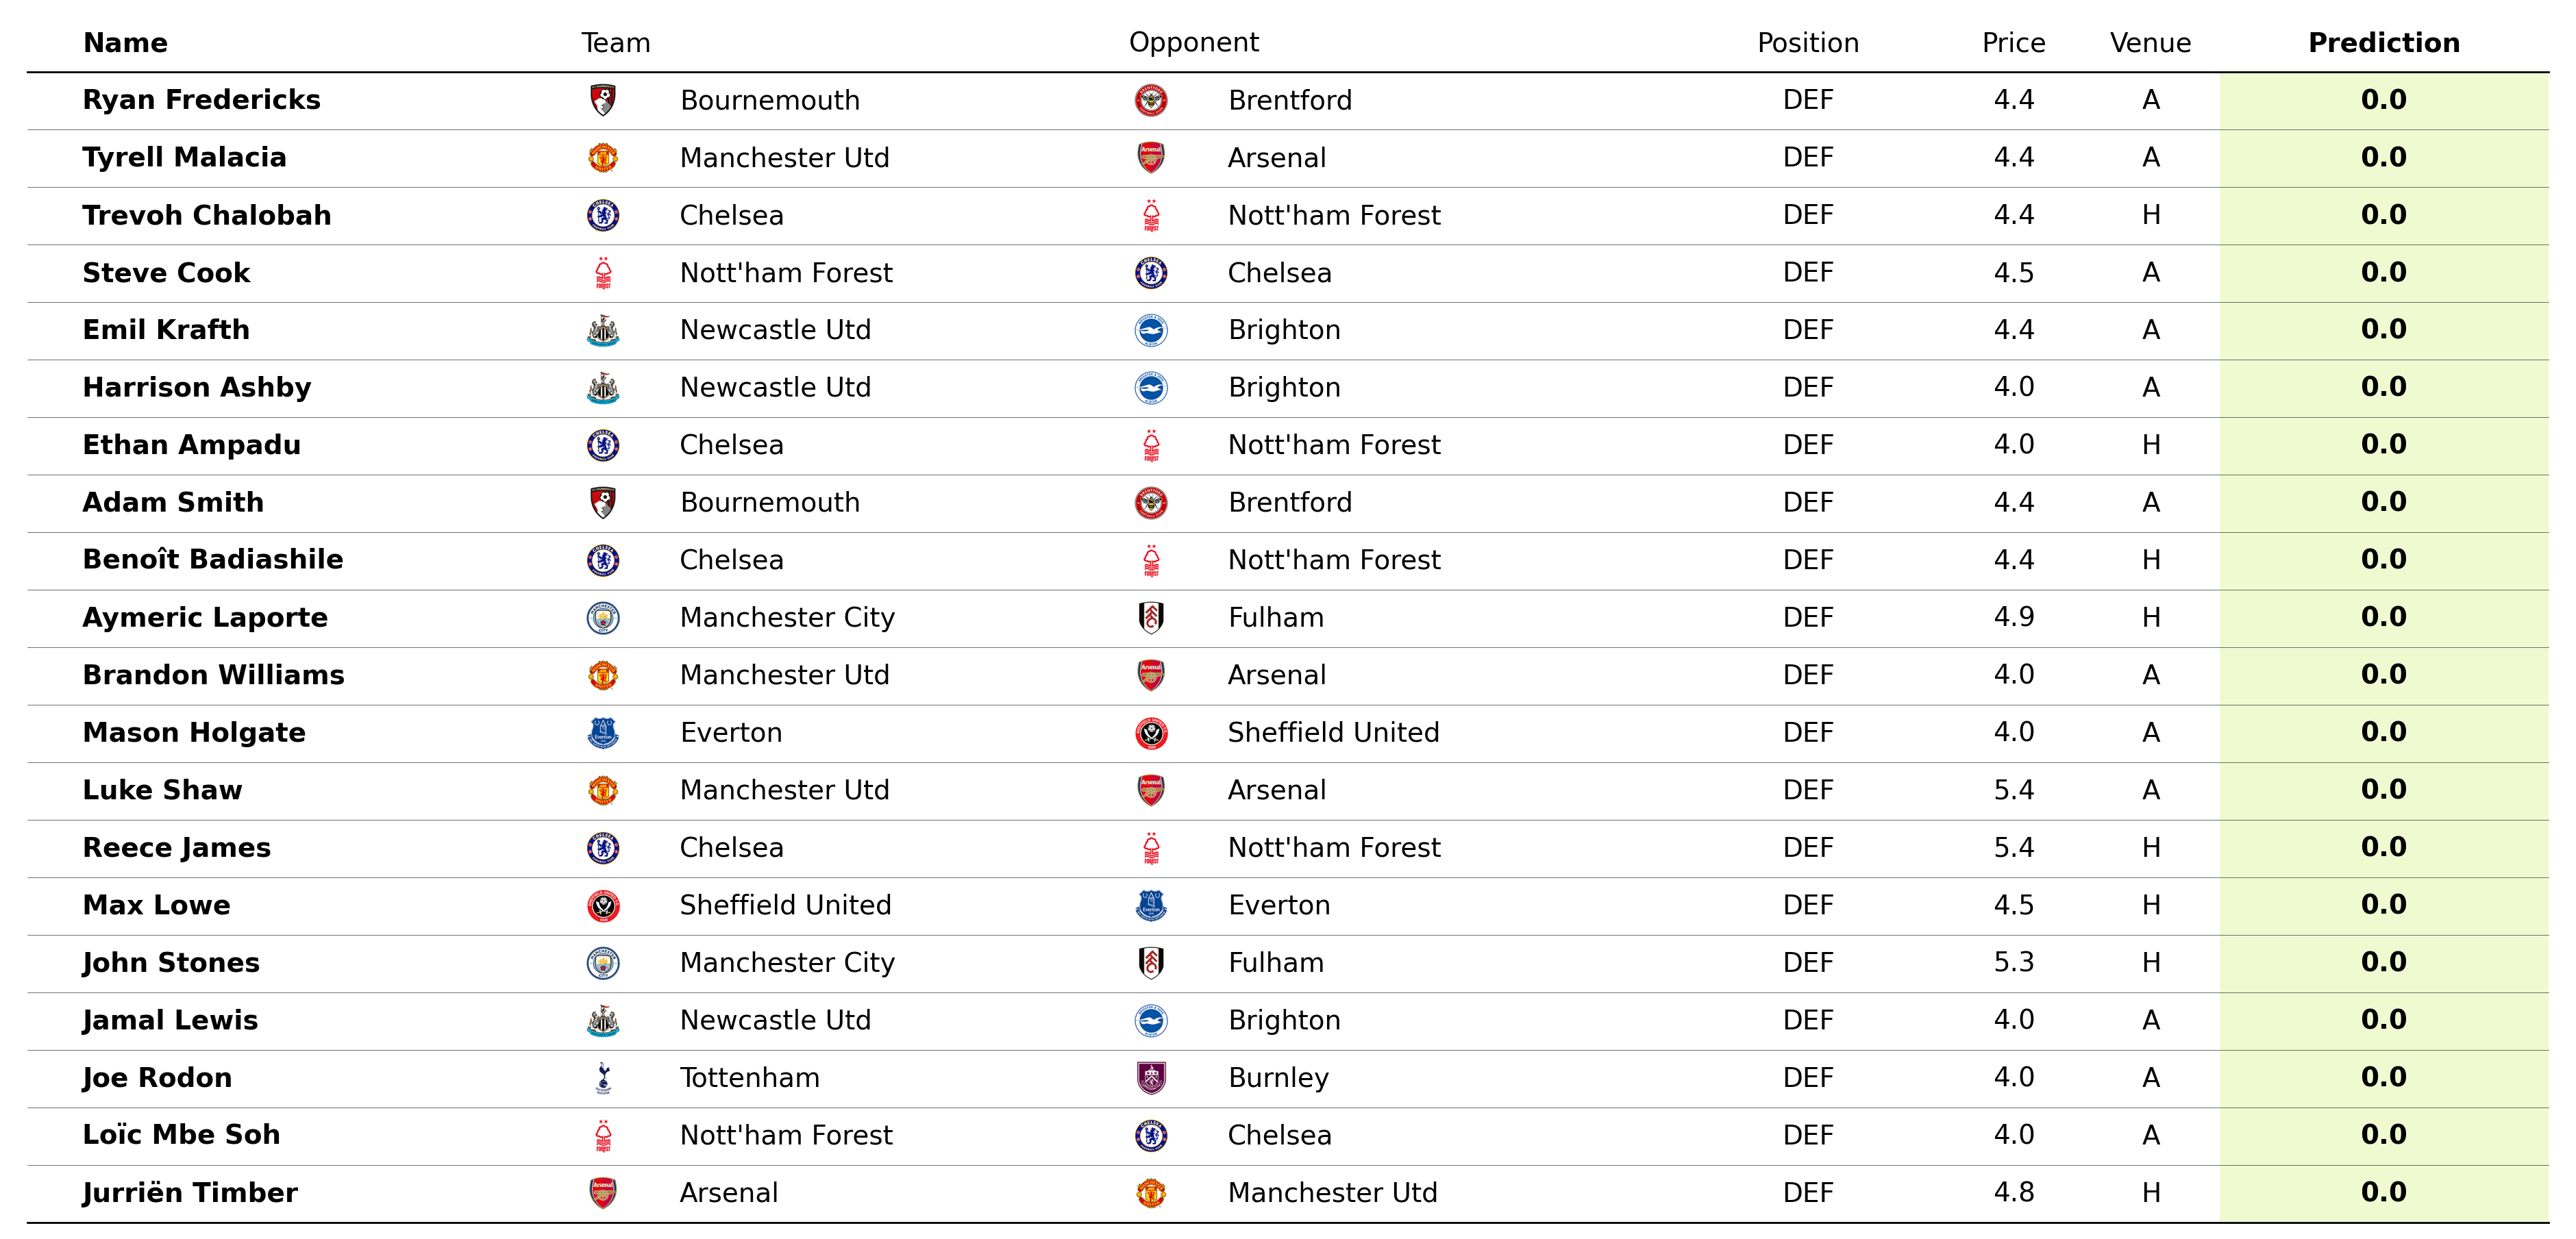 Name Team Opponent Position Price Venue Prediction
Ryan Fredericks Bournemouth Brentford DEF 4.4 A 0.0
Tyrell Malacia Manchester Utd Arsenal DEF 4.4 A 0.0
Trevoh Chalobah Chelsea Nott'ham Forest DEF 4.4 H 0.0
Steve Cook Nott'ham Forest Chelsea DEF 4.5 A 0.0
Emil Krafth Newcastle Utd Brighton DEF 4.4 A 0.0
Harrison Ashby Newcastle Utd Brighton DEF 4.0 A 0.0
Ethan Ampadu Chelsea Nott'ham Forest DEF 4.0 H 0.0
Adam Smith Bournemouth Brentford DEF 4.4 A 0.0
Benoît Badiashile Chelsea Nott'ham Forest DEF 4.4 H 0.0
Aymeric Laporte Manchester City Fulham DEF 4.9 H 0.0
Brandon Williams Manchester Utd Arsenal DEF 4.0 A 0.0
Mason Holgate Everton Sheffield United DEF 4.0 A 0.0
Luke Shaw Manchester Utd Arsenal DEF 5.4 A 0.0
Reece James Chelsea Nott'ham Forest DEF 5.4 H 0.0
Max Lowe Sheffield United Everton DEF 4.5 H 0.0
John Stones Manchester City Fulham DEF 5.3 H 0.0
Jamal Lewis Newcastle Utd Brighton DEF 4.0 A 0.0
Joe Rodon Tottenham Burnley DEF 4.0 A 0.0
Loïc Mbe Soh Nott'ham Forest Chelsea DEF 4.0 A 0.0
Jurriën Timber Arsenal Manchester Utd DEF 4.8 H 0.0